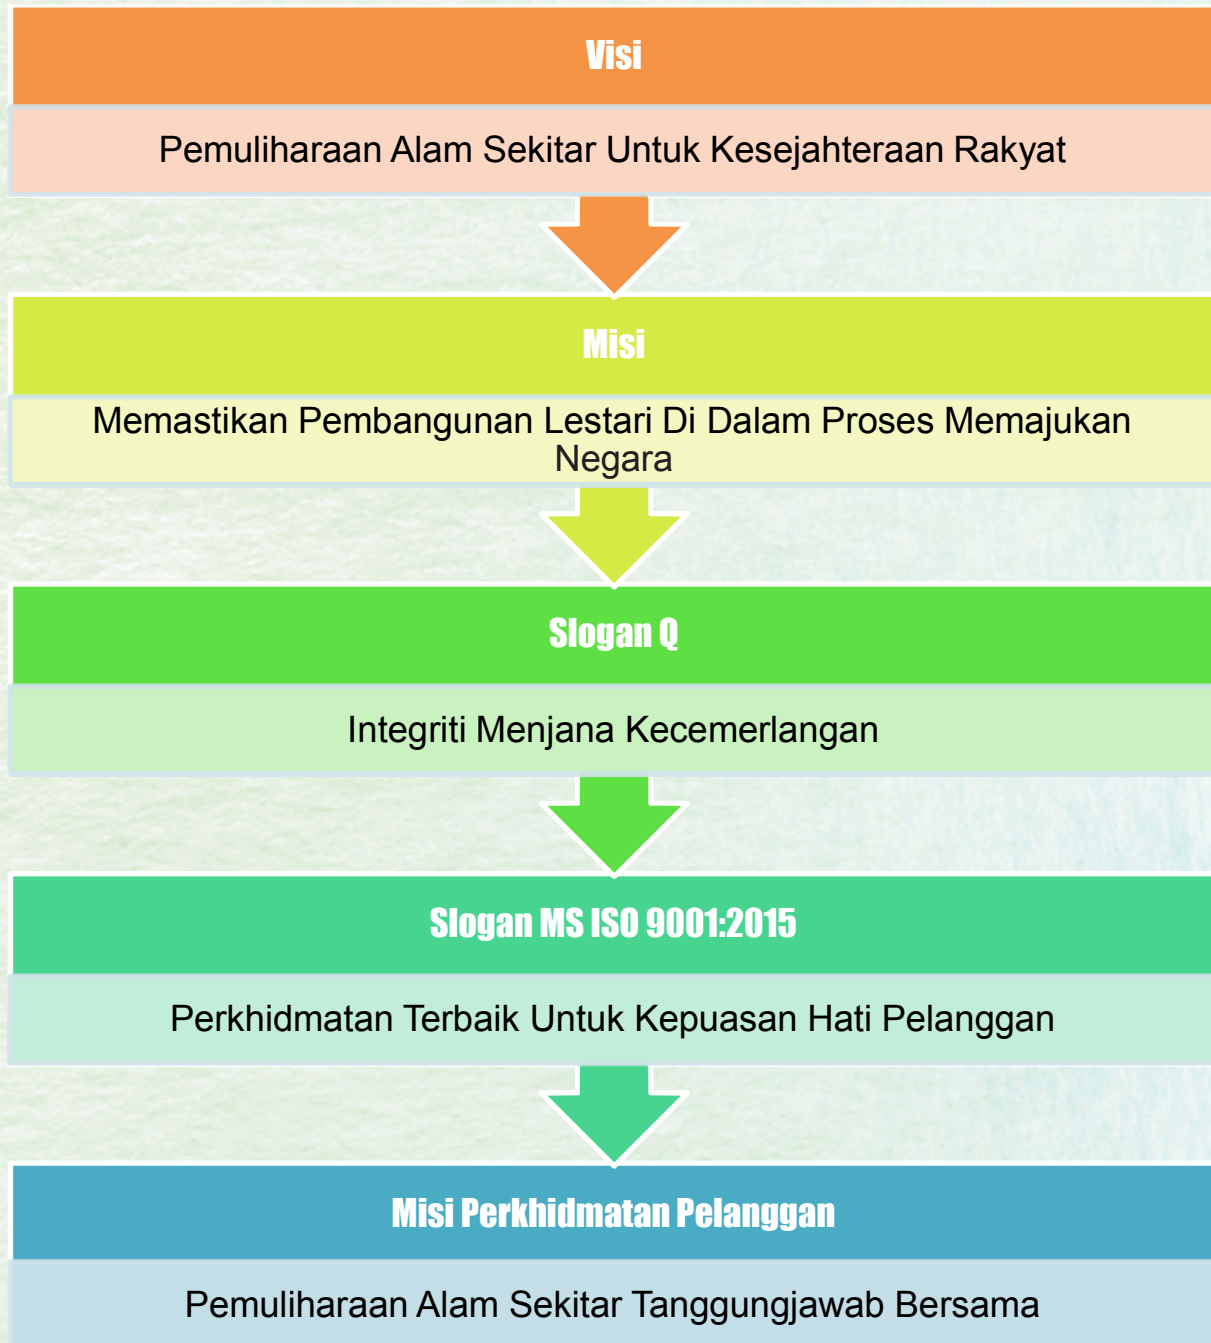 Visi
Pemuliharaan Alam Sekitar Untuk Kesejahteraan Rakyat
Misi
Memastikan Pembangunan Lestari Di Dalam Proses Memajukan
Negara
Slogan Q
Integriti Menjana Kecemerlangan
Slogan MS ISO 9001:2015
Perkhidmatan Terbaik Untuk Kepuasan Hati Pelanggan
Misi Perkhidmatan Pelanggan
Pemuliharaan Alam Sekitar Tanggungjawab Bersama